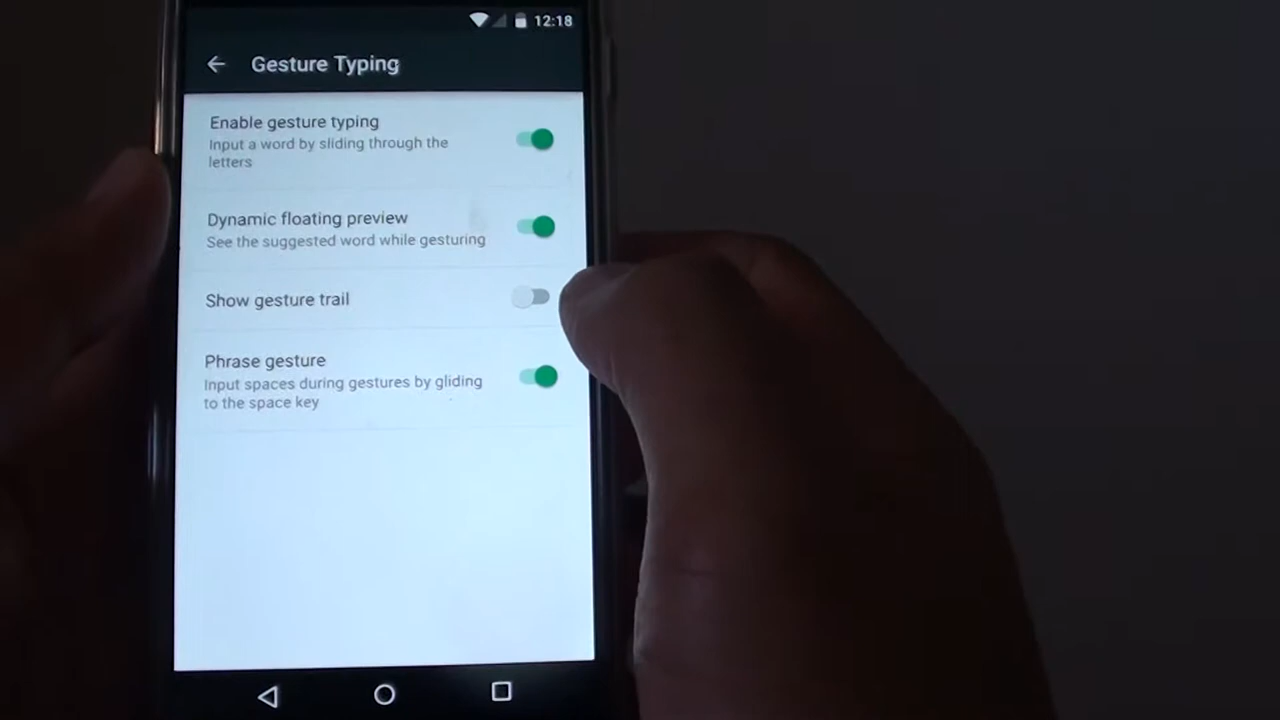 12:18
Gesture Typing
Enable gesture typing
Input a word by sliding through the
letters
Dynamic floating preview
See the suggested word while gesturing
Show gesture trail
Phrase gesture
Input spaces during gestures by gliding
to the space key